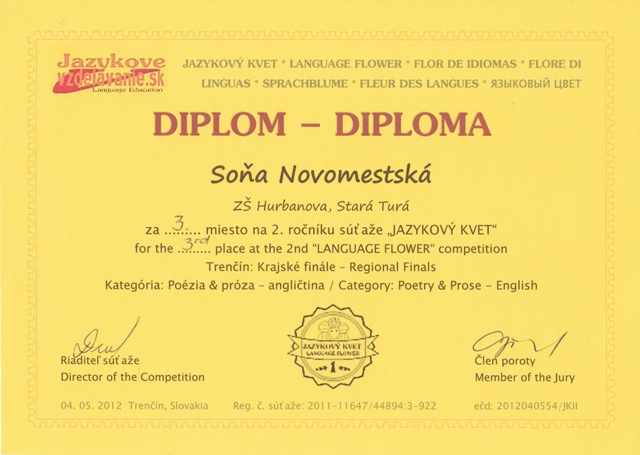 Jazykove
vzdelavanie.sk
Language Education
JAZYKOVÝ KVET * LANGUAGE FLOWER * FLOR DE IDIOMAS * FLORE DI
LINGUAS * SPRACHBLUME * FLEUR DES LANGUES * ЯЗЫКОВЫЙ ЦВЕТ
DIPLOM – DIPLOMA
Soňa Novomestská
ZŠ Hurbanova, Stará Turá
za ...3.... miesto na 2. ročníku súťaže „JAZYKOVÝ KVET“
for the ...3rd.... place at the 2nd “LANGUAGE FLOWER” competition
Trenčín: Krajské finále – Regional Finals
Kategória: Poézia & próza – angličtina / Category: Poetry & Prose – English
JAZYKOVÝ KVET
LANGUAGE FLOWER
1
Riaditeľ súťaže
Director of the Competition
Člen poroty
Member of the Jury
04. 05. 2012 Trenčín, Slovakia
Reg. č. súťaže: 2011-11647/44894:3-922
ečd: 2012040554/JKII